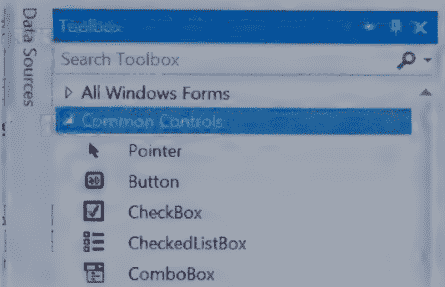 Data Sources
Toolbox
Search Toolbox
All Windows Forms
Common Controls
Pointer
Button
CheckBox
CheckedListBox
ComboBox